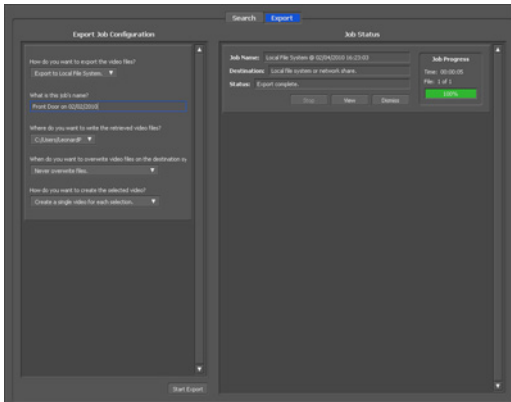 Search Export
Export Job Configuration
How do you want to export the video files?
Export to Local File System.
What is this job's name?
Front Door on 02/02/2010
Where do you want to write the retrieved video files?
C:/Users/LeonardP
When do you want to overwrite video files on the destination sy
Never overwrite files.
How do you want to create the selected video?
Create a single video for each selection.
Start Export
Job Status
Job Name: Local File System @ 02/04/2010 16:23:03
Destination: Local file system or network share.
Status: Export complete.
Stop View Dismiss
Job Progress
Time: 00:00:05
File: 1 of 1
100%